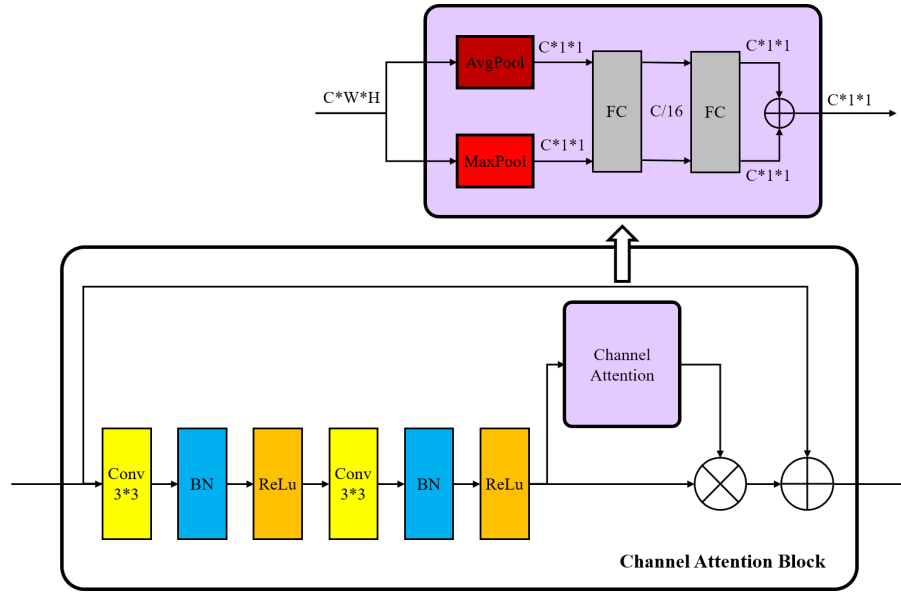 C*W*H
AvgPool
C*1*1
MaxPool
C*1*1
FC
C/16
FC
C*1*1
C*1*1
C*1*1
Channel
Attention
Conv
3*3
BN
ReLu
Conv
3*3
BN
ReLu
Channel Attention Block